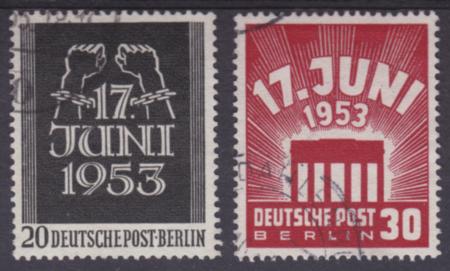 17.
JUNI
1953
20 DEUTSCHE POST·BERLIN
17. JUNI
1953
DEUTSCHE POST
BERLIN 30